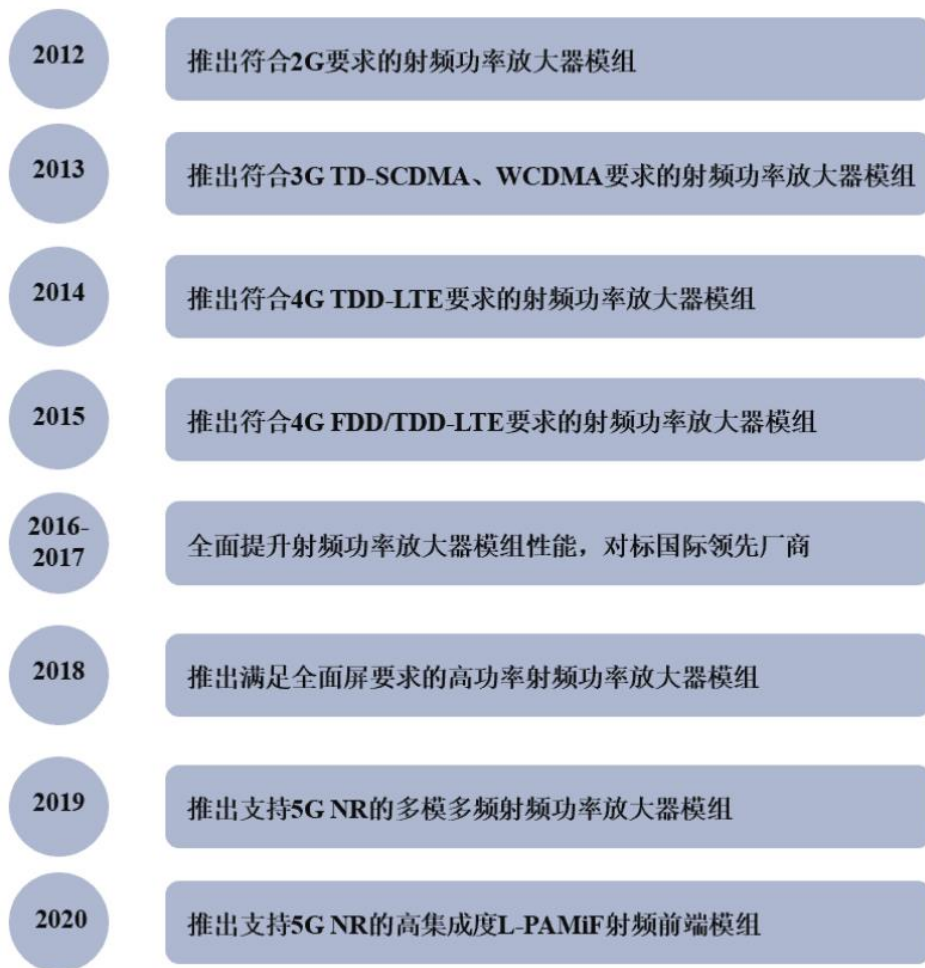 2012
推出符合2G要求的射频功率放大器模组
2013
推出符合3G TD-SCDMA、WCDMA要求的射频功率放大器模组
2014
推出符合4G TDD-LTE要求的射频功率放大器模组
2015
推出符合4G FDD/TDD-LTE要求的射频功率放大器模组
2016-
2017
全面提升射频功率放大器模组性能，对标国际领先厂商
2018
推出满足全面屏要求的高功率射频功率放大器模组
2019
推出支持5G NR的多模多频射频功率放大器模组
2020
推出支持5G NR的高集成度L-PAMiF射频前端模组